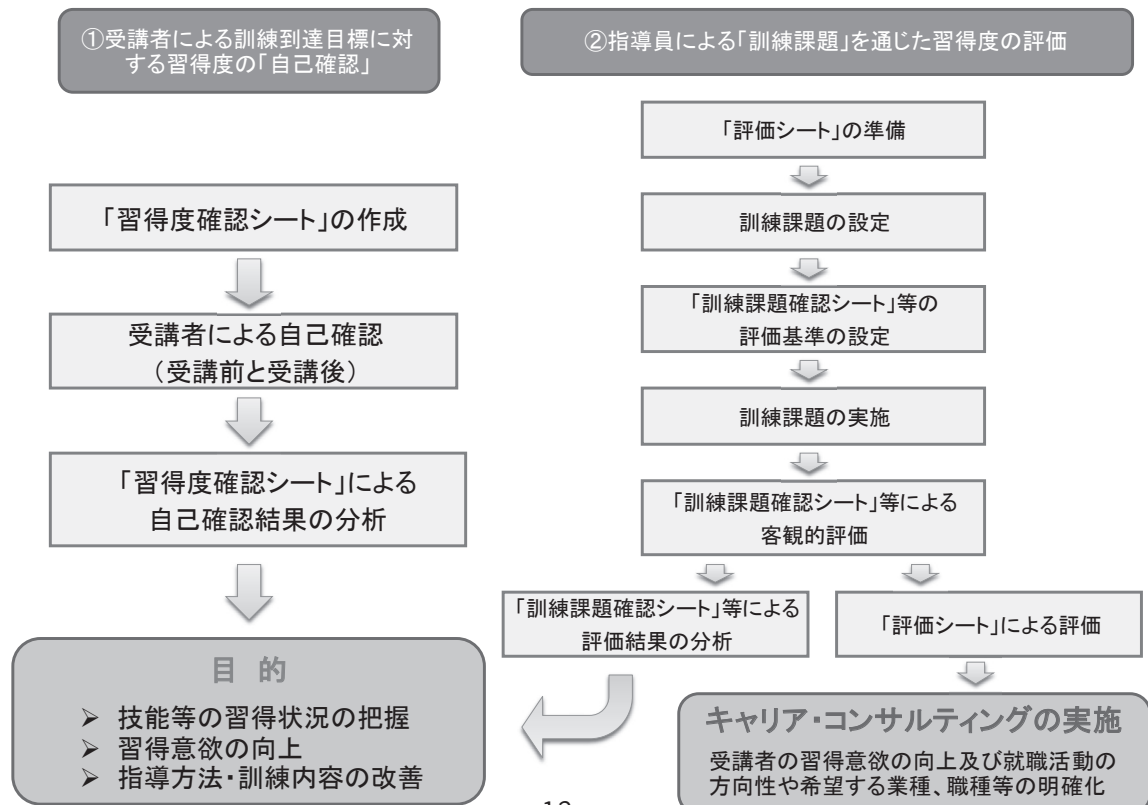 ①受講者による訓練到達目標に対
する習得度の「自己確認」
「習得度確認シート」の作成
受講者による自己確認
（受講前と受講後）
「習得度確認シート」による
自己確認結果の分析
目 的
➢ 技能等の習得状況の把握
➢ 習得意欲の向上
➢ 指導方法・訓練内容の改善
②指導員による「訓練課題」を通じた習得度の評価
「評価シート」の準備
訓練課題の設定
「訓練課題確認シート」等の
評価基準の設定
訓練課題の実施
「訓練課題確認シート」等による
客観的評価
「訓練課題確認シート」等による
評価結果の分析
「評価シート」による評価
キャリア・コンサルティングの実施
受講者の習得意欲の向上及び就職活動の
方向性や希望する業種、職種等の明確化